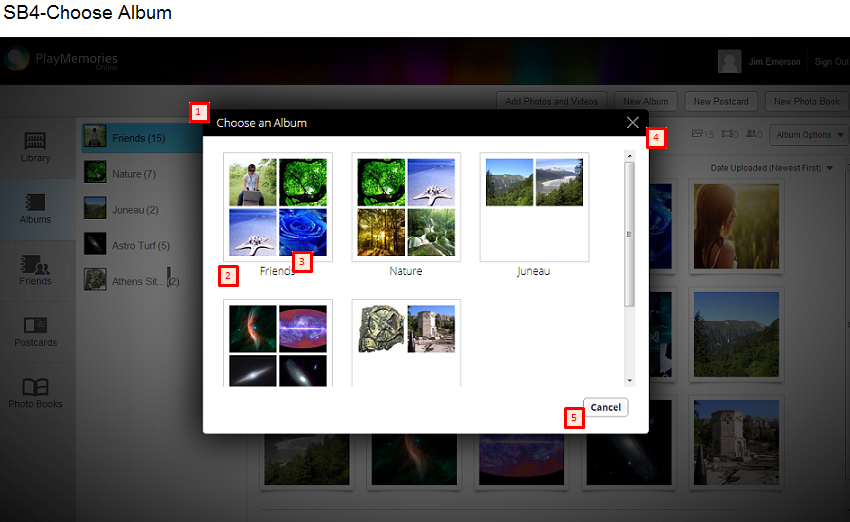 SB4-Choose Album
PlayMemories
Online
Jim Emerson
Sign Out
Add Photos and Videos
New Album
New Postcard
New Photo Book
1
Choose an Album
4
Library
Albums
Friends
Postcards
Photo Books
Friends (15)
Nature (7)
Juneau (2)
Astro Turf (5)
Athens Sit... (2)
15
0
0
Album Options
Date Uploaded (Newest First)
2
Friends
3
Nature
Juneau
5
Cancel